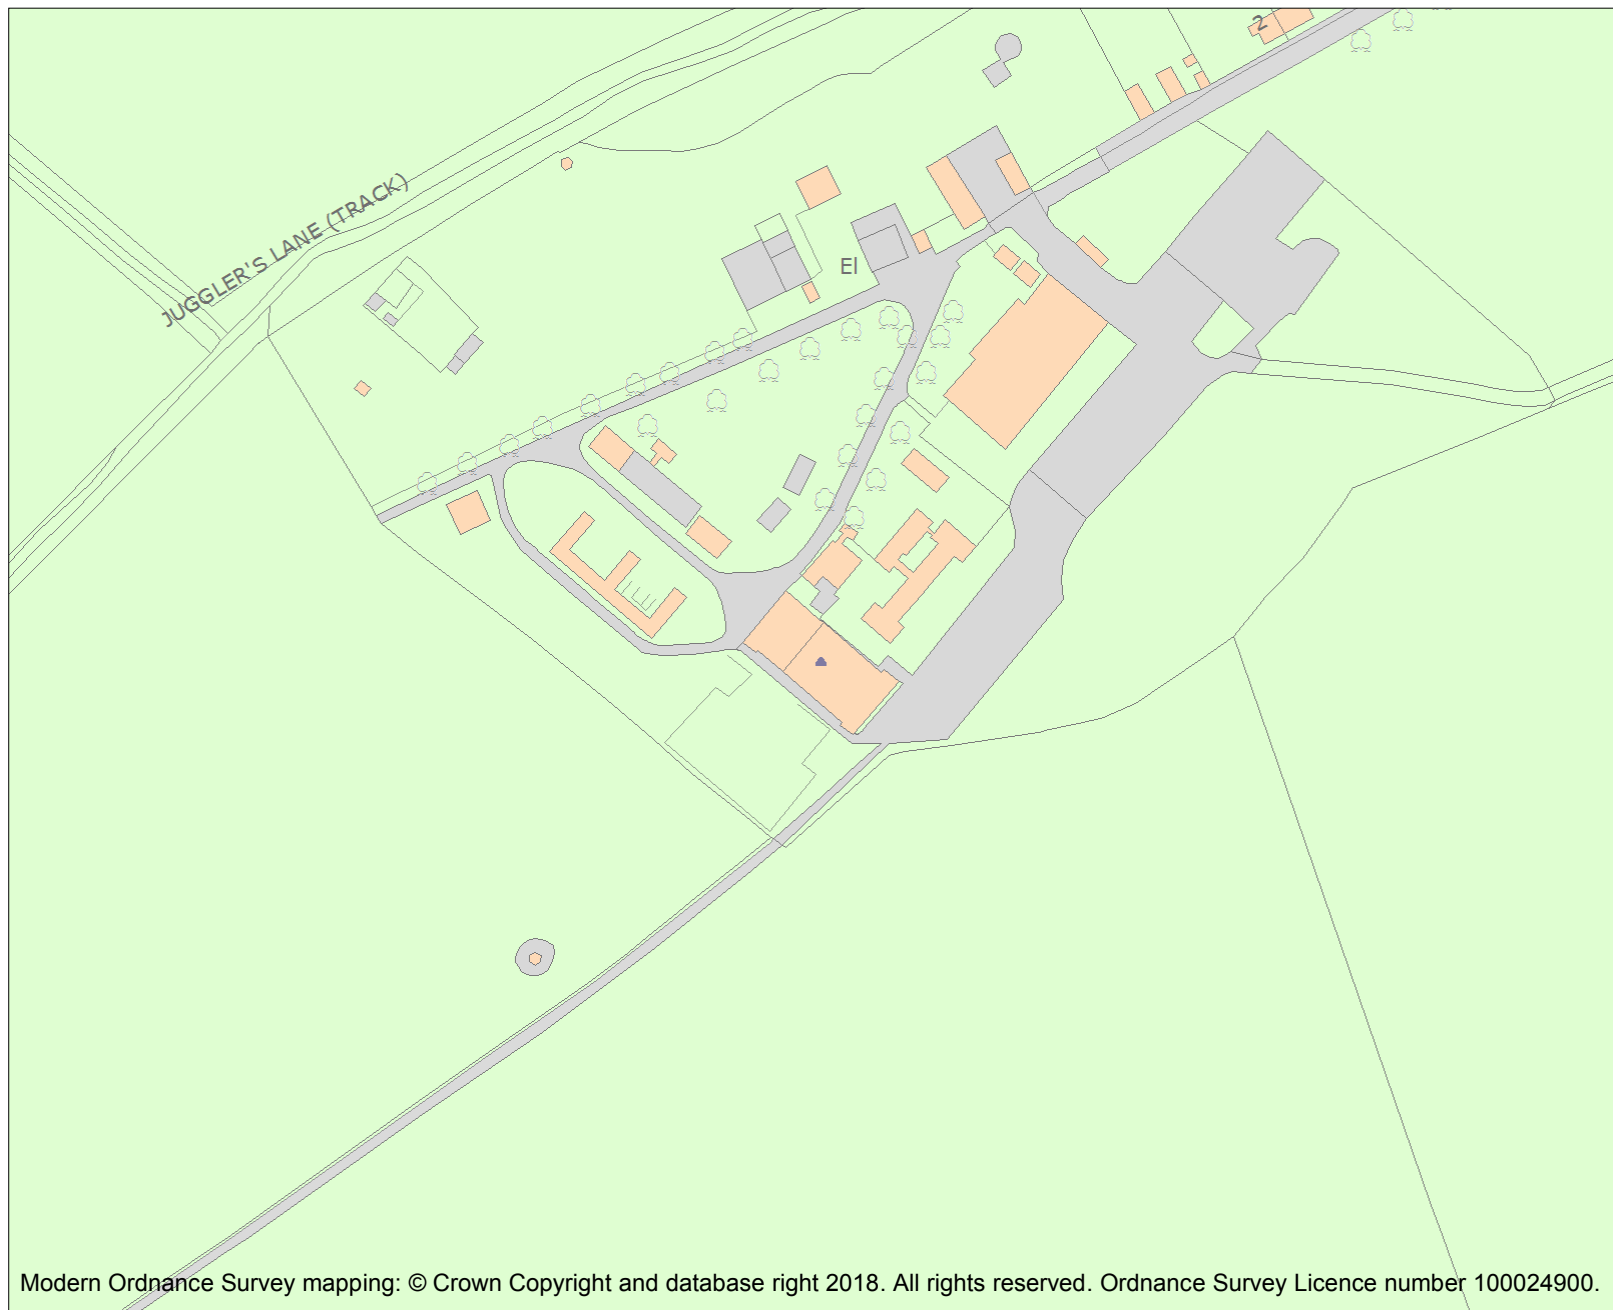 2
JUGGLER'S LANE (TRACK)
El
Modern Ordnance Survey mapping: © Crown Copyright and database right 2018. All rights reserved. Ordnance Survey Licence number 100024900.